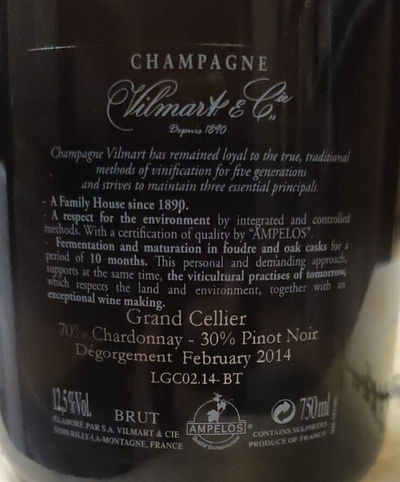 CHAMPAGNE
Vilmart & Cie
Depuis 1890
Champagne Vilmart has remained loyal to the true, traditional
methods of vinification for five generations
and strives to maintain three essential principals.
- A Family House since 1890.
- A respect for the environment by integrated and controlled
methods. With a certification of quality by "AMPELOS".
- Fermentation and maturation in foudre and oak casks for a
period of 10 months. This personal and demanding approach,
supports at the same time, the viticultural practises of tomorrow,
which respects the land and environment, together with an
exceptional wine making.
Grand Cellier
70% Chardonnay - 30% Pinot Noir
Dégorgement February 2014
LGC02.14-BT
12,5%Vol. BRUT AMPELOS 750ml
ÉLABORÉ PAR S.A. VILMART & CIE CONTAINS SULPHITES
51500 RILLY-LA-MONTAGNE, FRANCE PRODUCE OF FRANCE